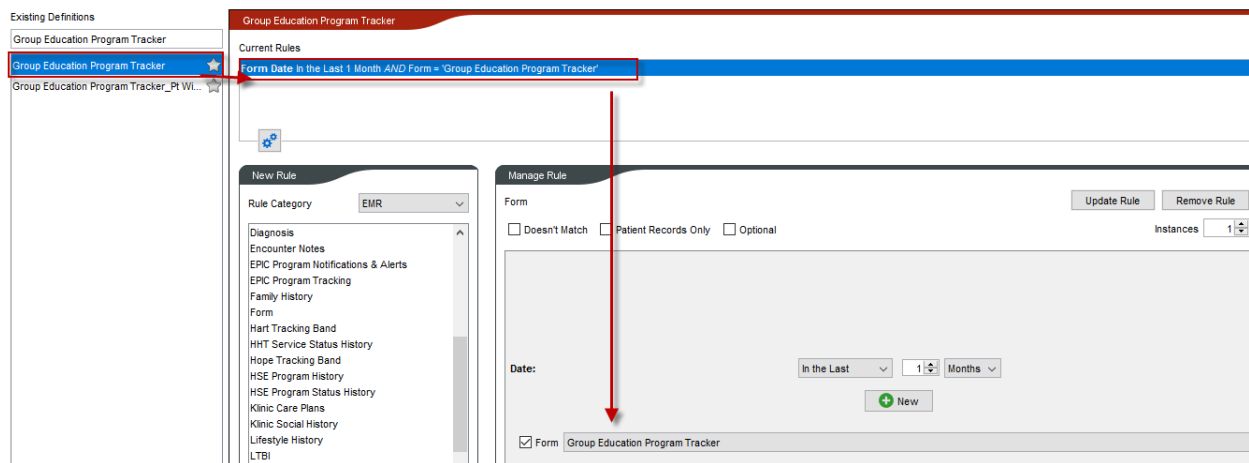 Existing Definitions
Group Education Program Tracker
Group Education Program Tracker
Group Education Program Tracker_Pt Wi...
Group Education Program Tracker
Current Rules
Form Date In the Last 1 Month AND Form = 'Group Education Program Tracker'
New Rule
Rule Category EMR
Diagnosis
Encounter Notes
EPIC Program Notifications & Alerts
EPIC Program Tracking
Family History
Form
Hart Tracking Band
HHT Service Status History
Hope Tracking Band
HSE Program History
HSE Program Status History
Klinic Care Plans
Klinic Social History
Lifestyle History
LTBI
Manage Rule
Form Update Rule Remove Rule
Doesn't Match Patient Records Only Optional Instances 1
Date: In the Last 1 Months
New
Form Group Education Program Tracker